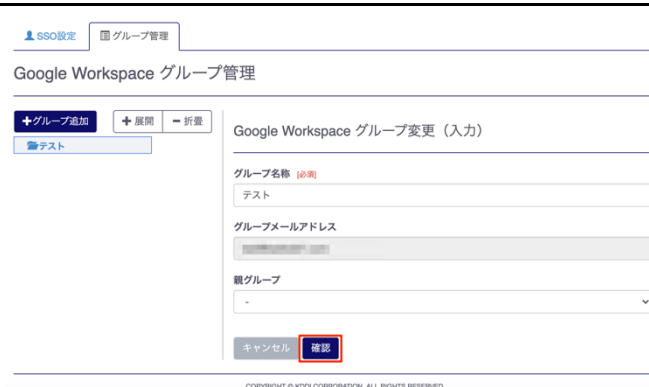 SSO設定 グループ管理
Google Workspace グループ管理
+グループ追加 + 展開 − 折畳
テスト
Google Workspace グループ変更（入力）
グループ名称 [必須]
テスト
グループメールアドレス
親グループ
-
キャンセル 確認
COPYRIGHT © KDDI CORPORATION, ALL RIGHTS RESERVED